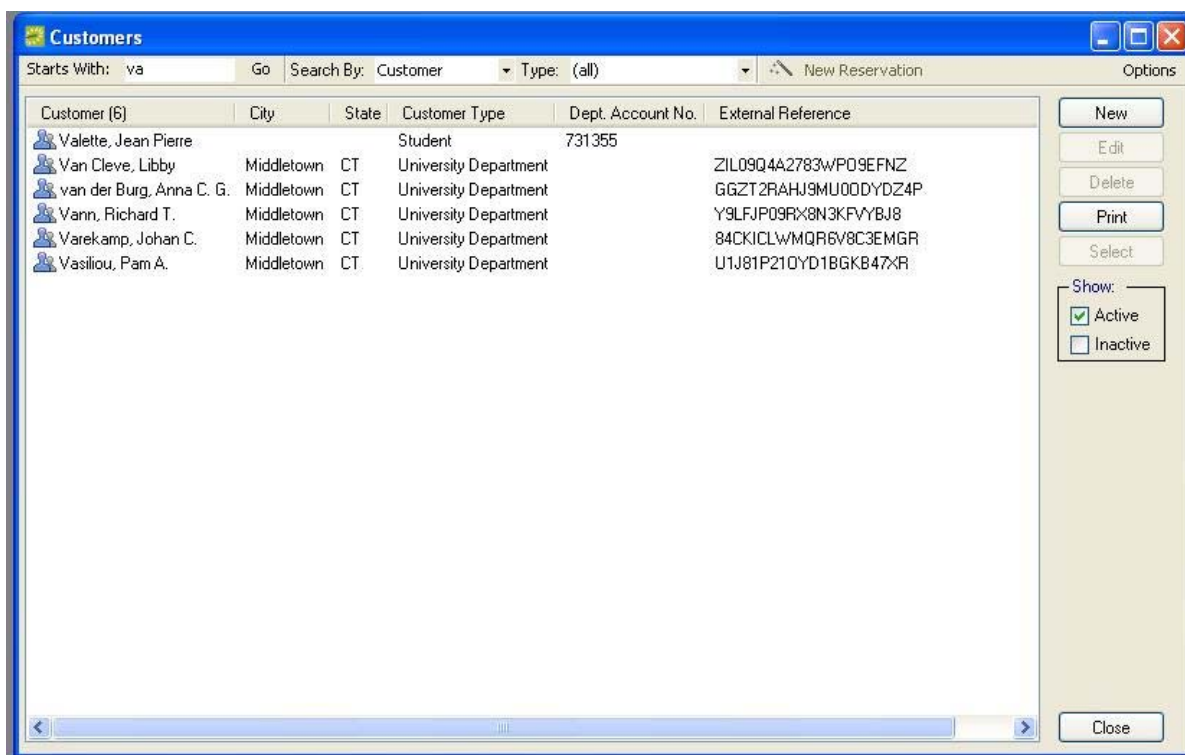 Customers
Starts With: va Go Search By: Customer Type: (all) New Reservation Options
Customer (6) City State Customer Type Dept. Account No. External Reference
Valette, Jean Pierre Student 731355
Van Cleve, Libby Middletown CT University Department ZIL09Q4A2783WPO9EFNZ
van der Burg, Anna C. G. Middletown CT University Department GGZT2RAHJ9MU0ODYDZ4P
Vann, Richard T. Middletown CT University Department Y9LFJP09RX8N3KFVYBJ8
Varekamp, Johan C. Middletown CT University Department 84CKICLWMQR6V8C3EMGR
Vasiliou, Pam A. Middletown CT University Department U1J81P21OYD1BGKB47XR
New
Edit
Delete
Print
Select
Show:
Active
Inactive
Close